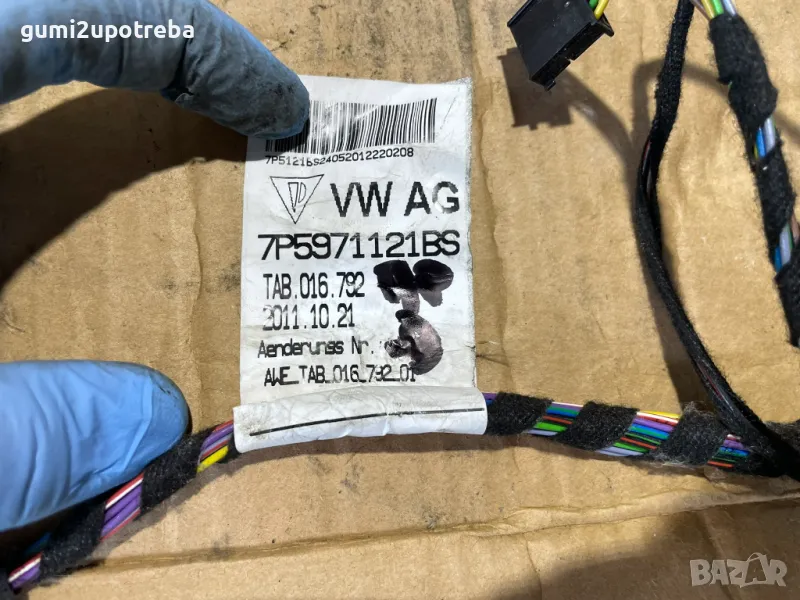 gumi2upotreba
7P5121BS24052012220208
VW AG
7P5971121BS
TAB.016.792
2011.10.21
Aenderungs Nr.:
AWE_TAB_016_792_01
BAZAR